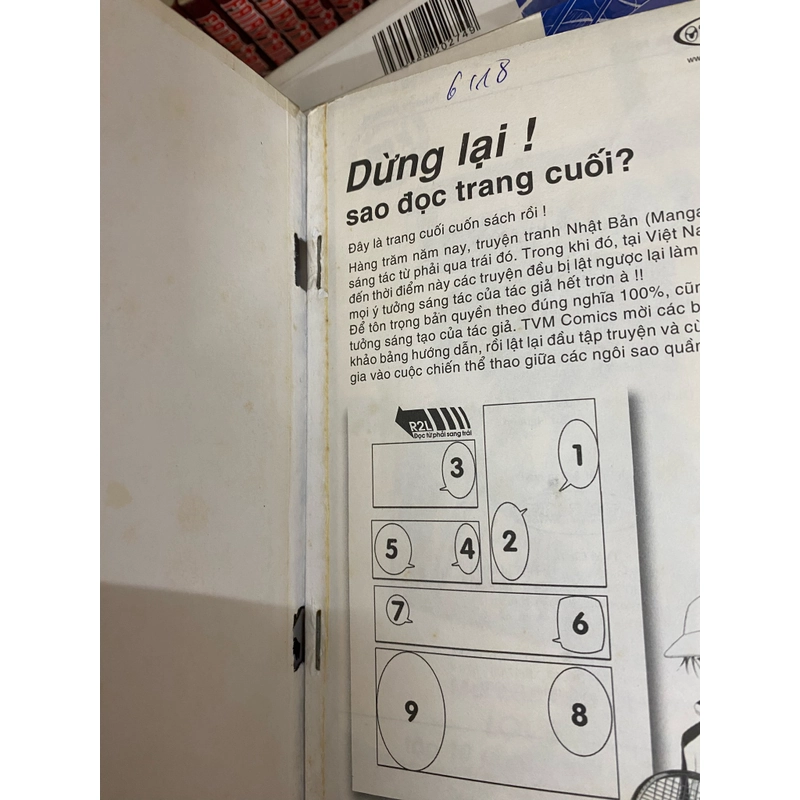 6118
Dừng lại !
sao đọc trang cuối?
Đây là trang cuối cuốn sách rồi !
Hàng trăm năm nay, truyện tranh Nhật Bản (Manga
sáng tác từ phải qua trái đó. Trong khi đó, tại Việt Na
đến thời điểm này các truyện đều bị lật ngược lại làm
mọi ý tưởng sáng tác của tác giả hết trơn à !!
Để tôn trọng bản quyền theo đúng nghĩa 100%, cũn
tưởng sáng tạo của tác giả. TVM Comics mời các b
khảo bảng hướng dẫn, rồi lật lại đầu tập truyện và cù
gia vào cuộc chiến thể thao giữa các ngôi sao quần
R2L
Đọc từ phải sang trái
1
3
2
5 4
7 6
9 8